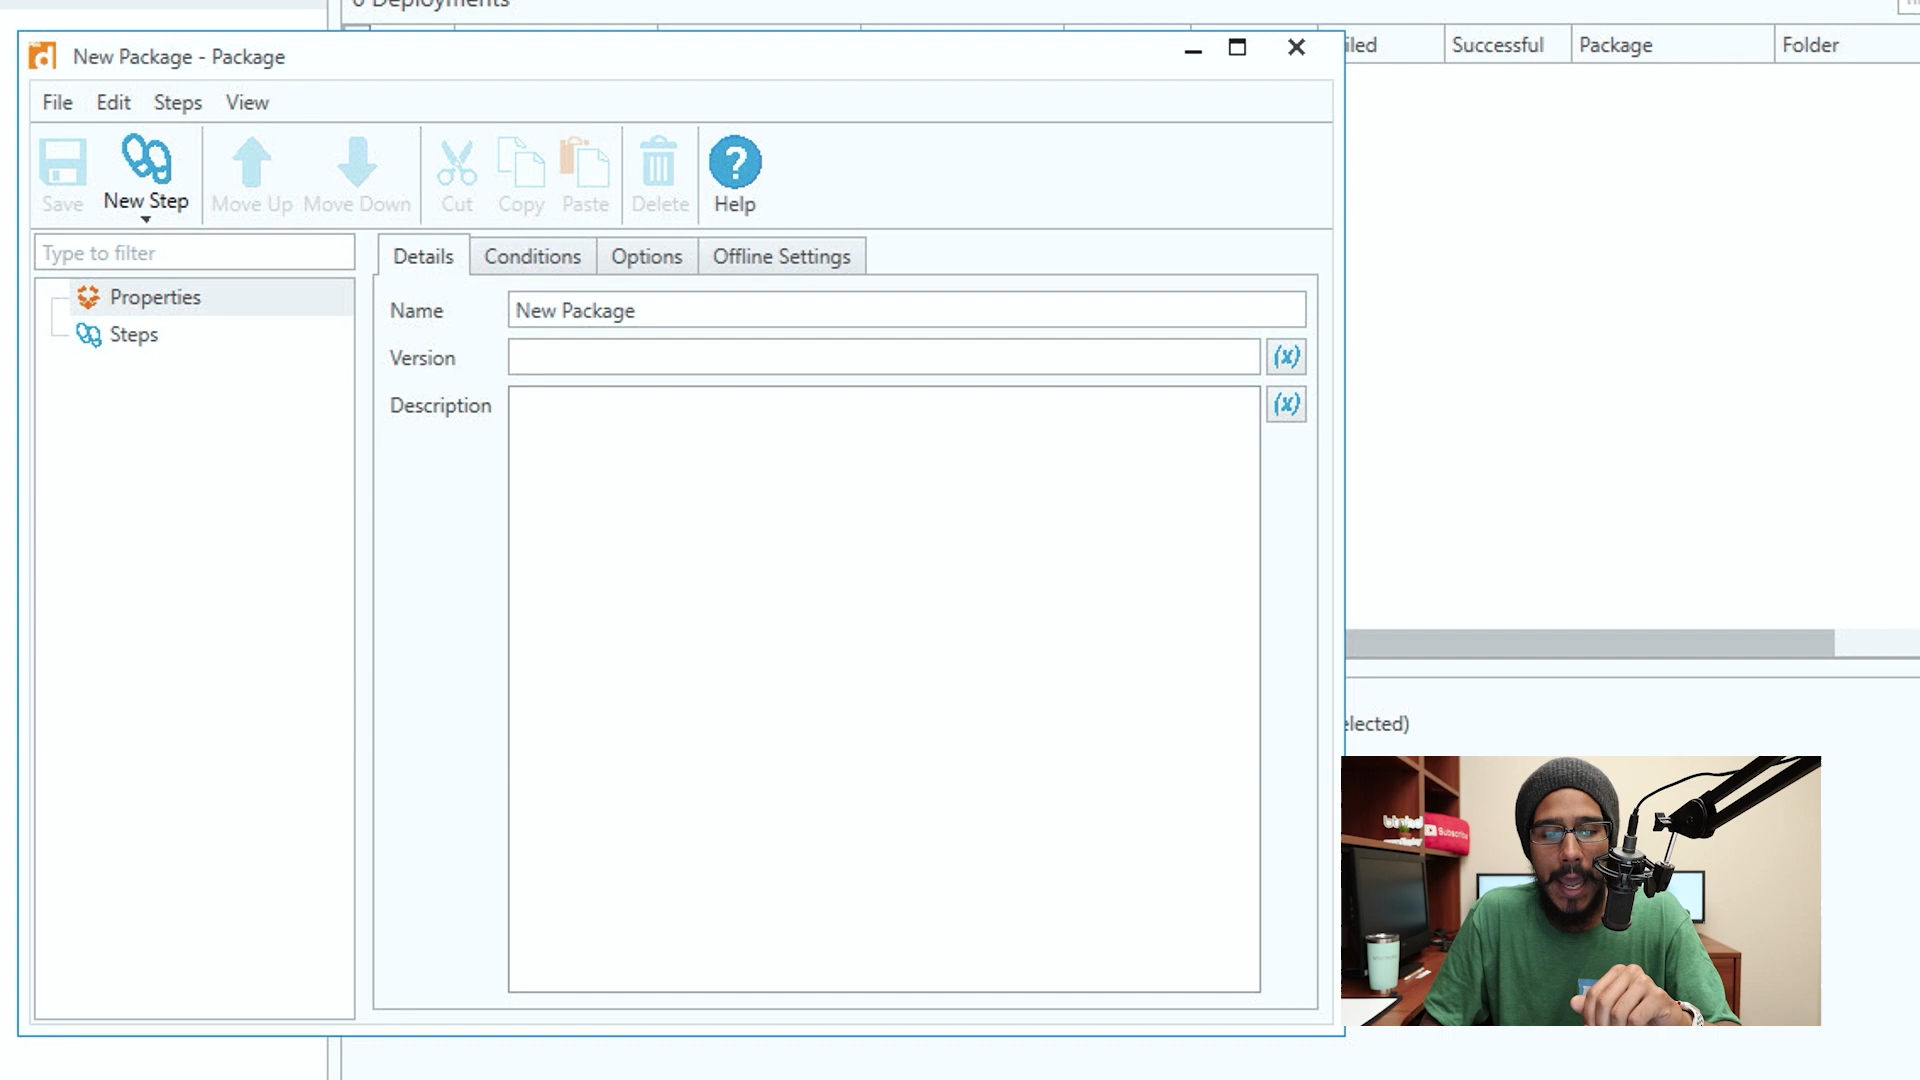 Deployments
New Package - Package
Successful
Package
Folder
File Edit Steps View
Save
New Step
Move Up
Move Down
Cut
Copy
Paste
Delete
Help
Type to filter
Properties
Steps
Details
Conditions
Options
Offline Settings
Name
New Package
Version
(x)
Description
(x)
elected)
Subscribe